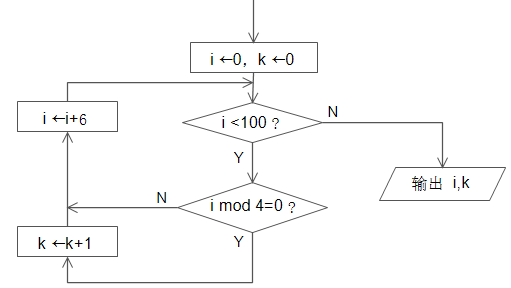 i ←0,  k ←0
i ←i+6
i <100 ?
N
Y
输出  i,k
N
i mod 4=0 ?
Y
k ←k+1